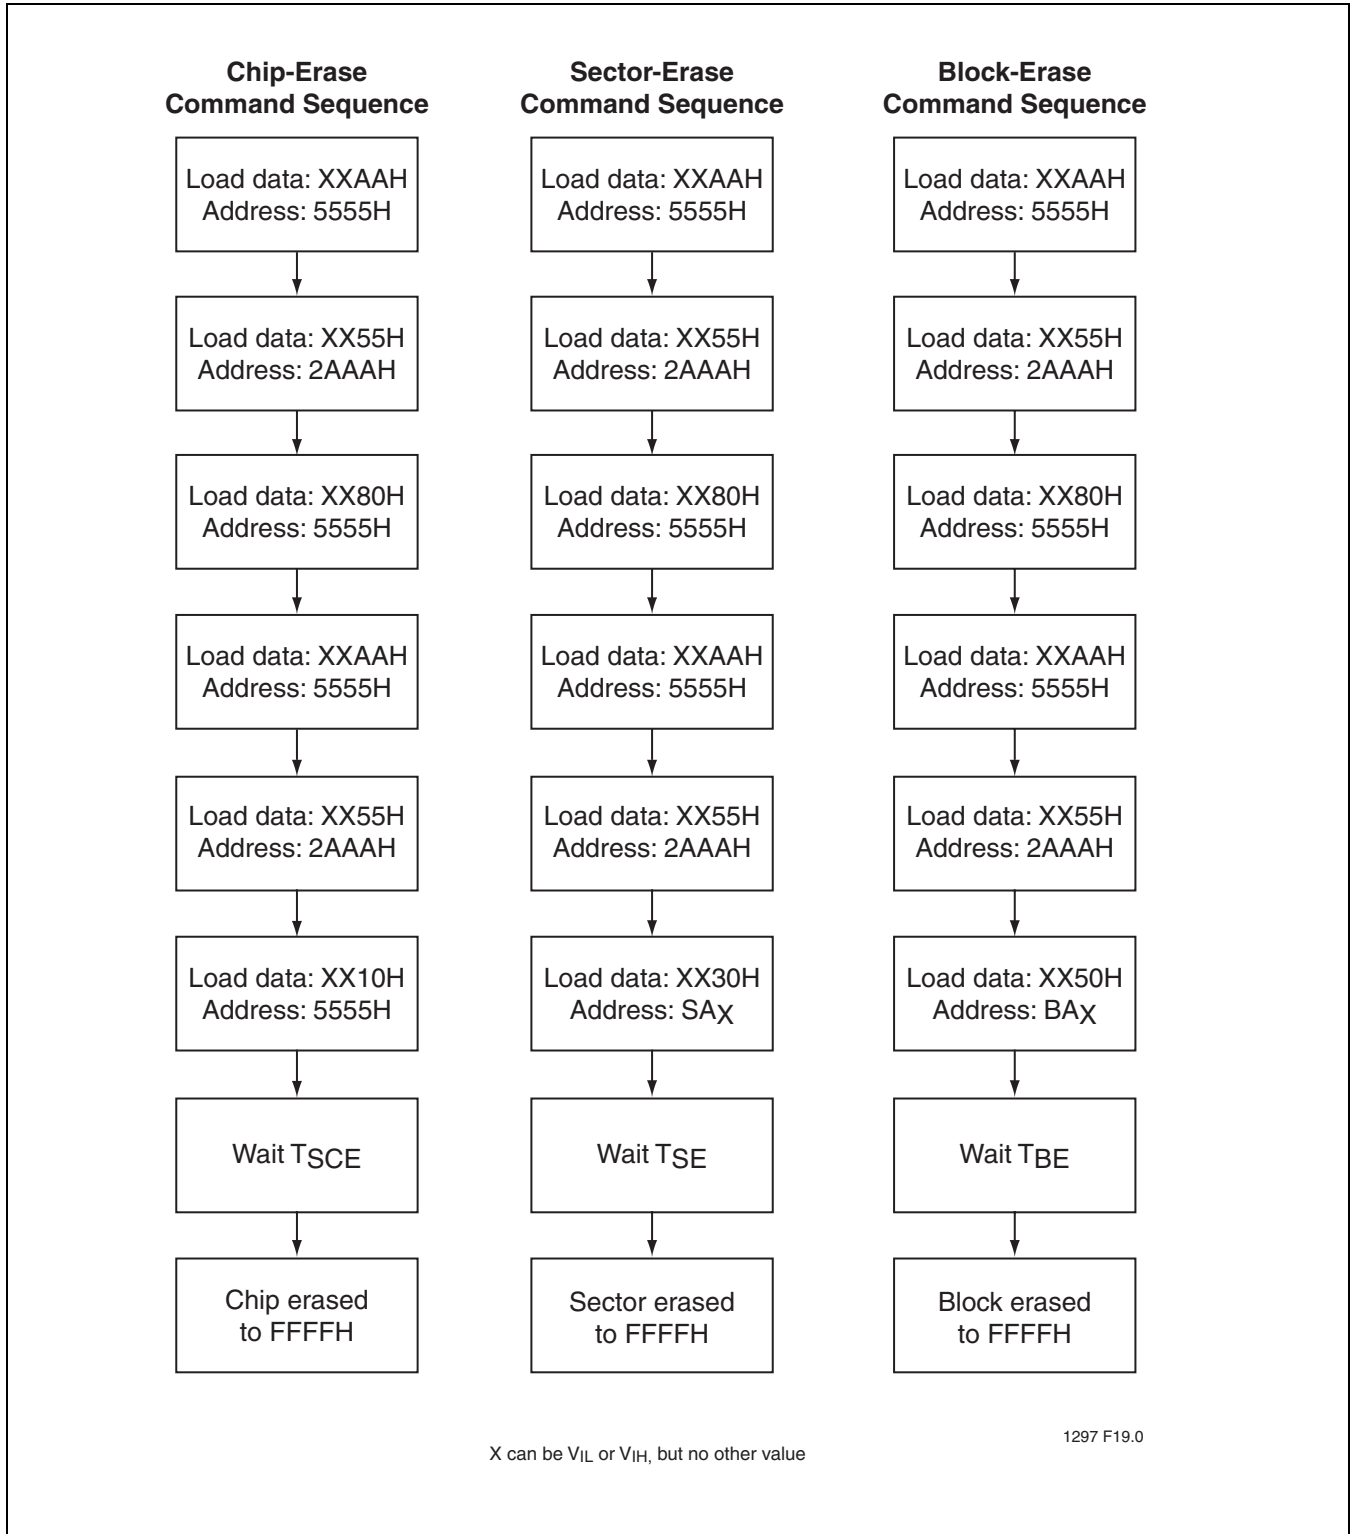 Chip-Erase
Command Sequence
Load data: XXAAH
Address: 5555H
Load data: XX55H
Address: 2AAAH
Load data: XX80H
Address: 5555H
Load data: XXAAH
Address: 5555H
Load data: XX55H
Address: 2AAAH
Load data: XX10H
Address: 5555H
Wait TSCE
Chip erased
to FFFFH
Sector-Erase
Command Sequence
Load data: XXAAH
Address: 5555H
Load data: XX55H
Address: 2AAAH
Load data: XX80H
Address: 5555H
Load data: XXAAH
Address: 5555H
Load data: XX55H
Address: 2AAAH
Load data: XX30H
Address: SAX
Wait TSE
Sector erased
to FFFFH
Block-Erase
Command Sequence
Load data: XXAAH
Address: 5555H
Load data: XX55H
Address: 2AAAH
Load data: XX80H
Address: 5555H
Load data: XXAAH
Address: 5555H
Load data: XX55H
Address: 2AAAH
Load data: XX50H
Address: BAX
Wait TBE
Block erased
to FFFFH
1297 F19.0
X can be VIL or VIH, but no other value